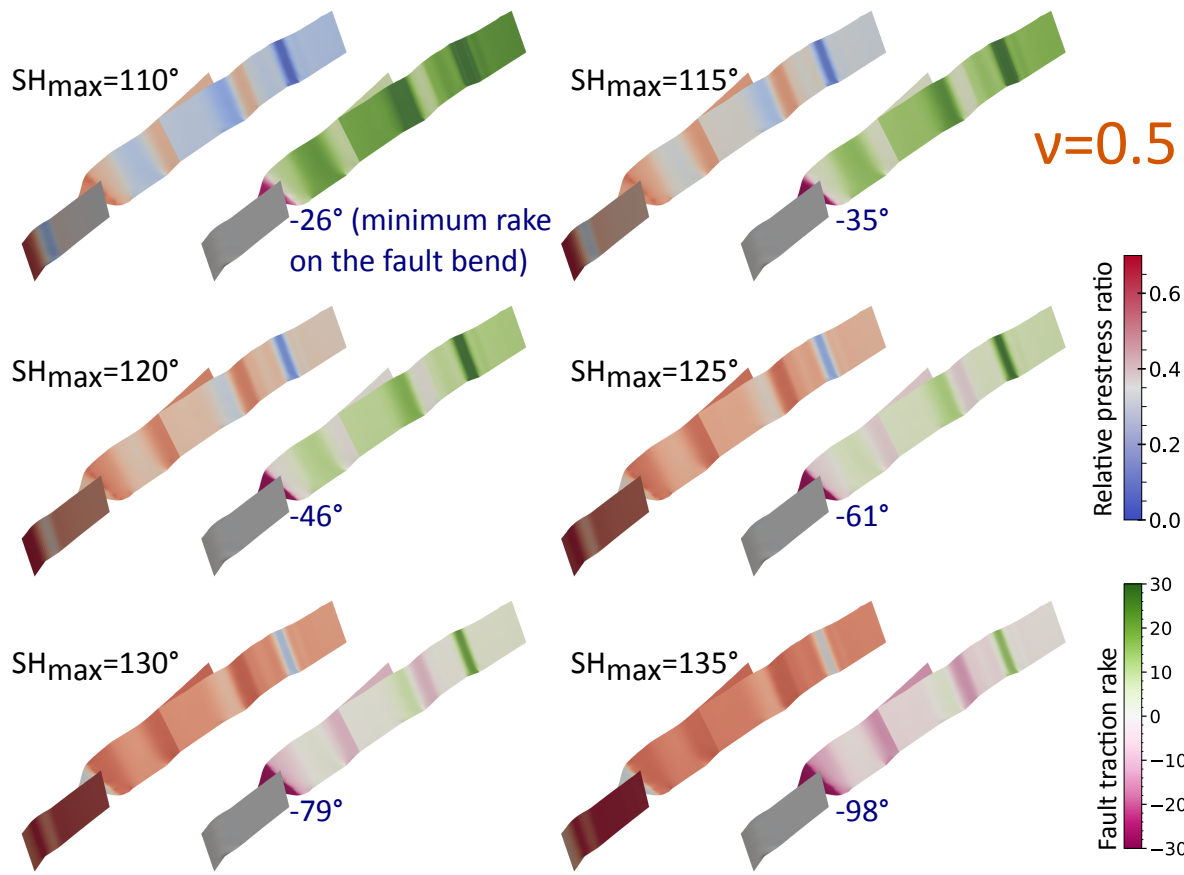 SHmax=110°
SHmax=115°
ν=0.5
-26° (minimum rake
on the fault bend)
-35°
SHmax=120°
SHmax=125°
-46°
-61°
SHmax=130°
SHmax=135°
-79°
-98°
Relative prestress ratio
0.6
0.4
0.2
0.0
Fault traction rake
30
20
10
0
−10
−20
−30